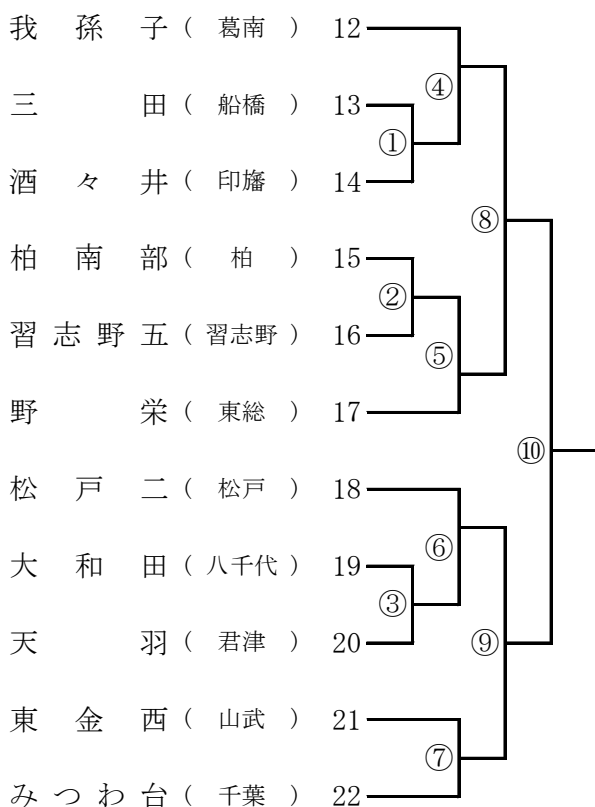 我孫子（葛南）12
④
三田（船橋）13
①
酒々井（印旛）14
⑧
柏南部（柏）15
②
習志野五（習志野）16
⑤
野栄（東総）17
⑩
松戸二（松戸）18
⑥
大和田（八千代）19
③
天羽（君津）20
⑨
東金西（山武）21
⑦
みつわ台（千葉）22